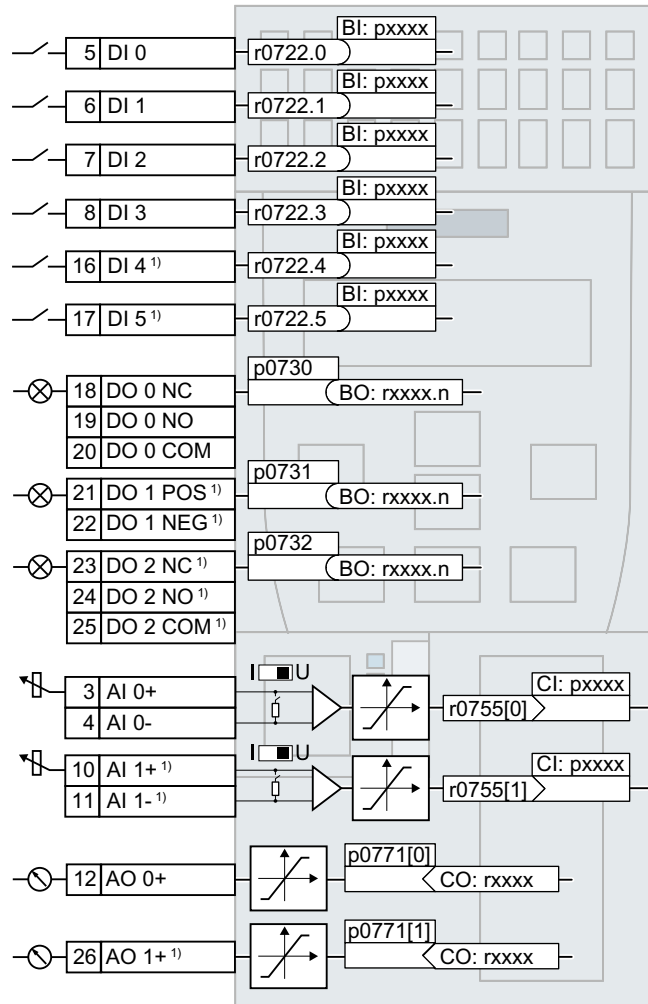 BI: pxxxx
5 DI 0 r0722.0
BI: pxxxx
6 DI 1 r0722.1
BI: pxxxx
7 DI 2 r0722.2
BI: pxxxx
8 DI 3 r0722.3
BI: pxxxx
16 DI 4 1) r0722.4
BI: pxxxx
17 DI 5 1) r0722.5
p0730
18 DO 0 NC BO: rxxxx.n
19 DO 0 NO
20 DO 0 COM
p0731
21 DO 1 POS 1) BO: rxxxx.n
22 DO 1 NEG 1)
p0732
23 DO 2 NC 1) BO: rxxxx.n
24 DO 2 NO 1)
25 DO 2 COM 1)
I U
3 AI 0+ CI: pxxxx
4 AI 0- r0755[0]
I U
10 AI 1+ 1) CI: pxxxx
11 AI 1- 1) r0755[1]
p0771[0]
12 AO 0+ CO: rxxxx
p0771[1]
26 AO 1+ 1) CO: rxxxx